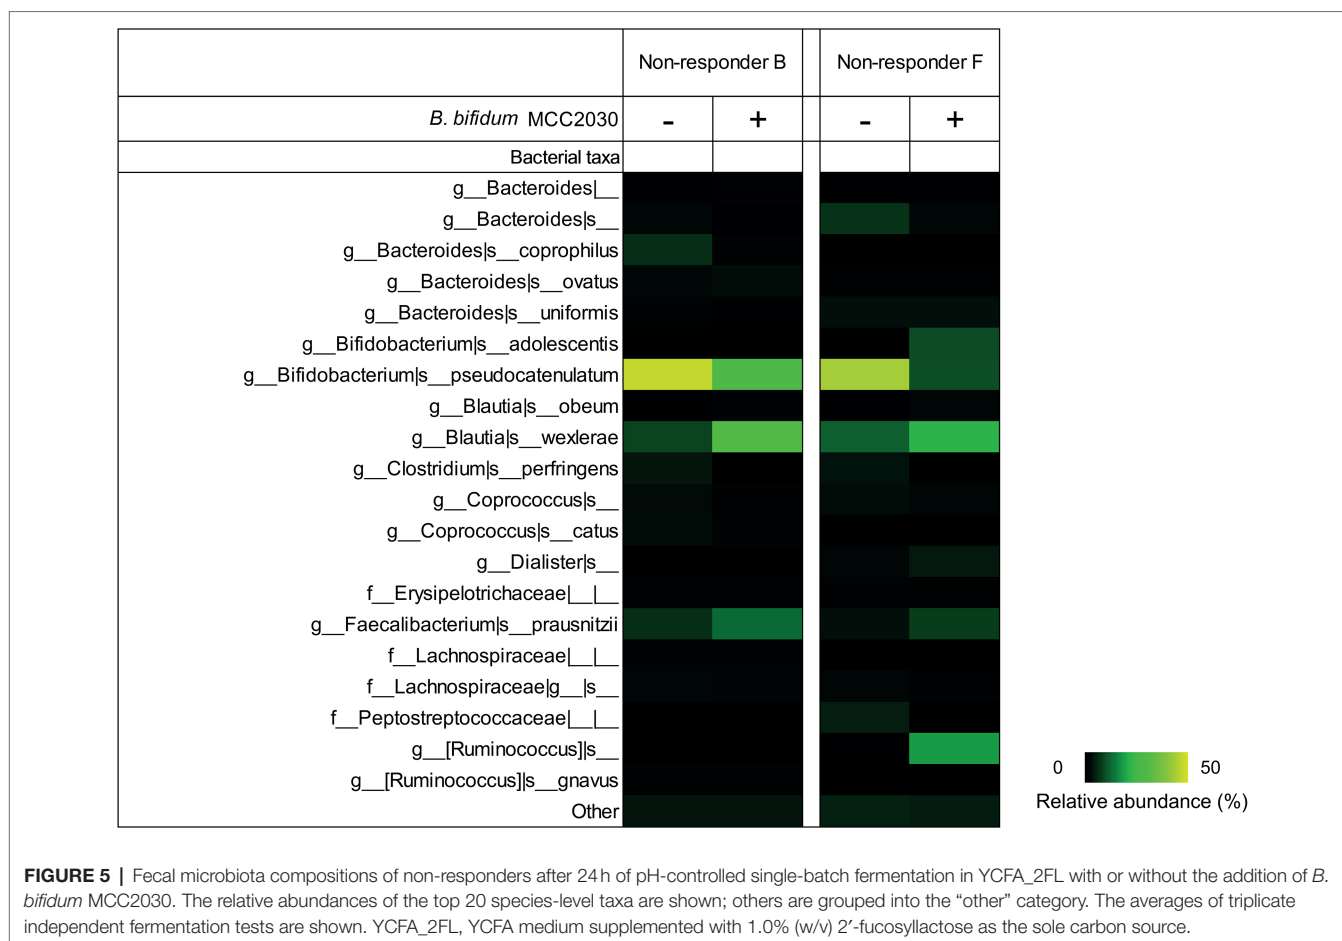 Non-responder B Non-responder F
B. bifidum MCC2030 - + - +
Bacterial taxa
g__Bacteroides|__
g__Bacteroides|s__
g__Bacteroides|s__coprophilus
g__Bacteroides|s__ovatus
g__Bacteroides|s__uniformis
g__Bifidobacterium|s__adolescentis
g__Bifidobacterium|s__pseudocatenulatum
g__Blautia|s__obeum
g__Blautia|s__wexlerae
g__Clostridium|s__perfringens
g__Coprococcus|s__
g__Coprococcus|s__catus
g__Dialister|s__
f__Erysipelotrichaceae|__|__
g__Faecalibacterium|s__prausnitzii
f__Lachnospiraceae|__|__
f__Lachnospiraceae|g__|s__
f__Peptostreptococcaceae|__|__
g__[Ruminococcus]|s__
g__[Ruminococcus]|s__gnavus
Other
0 50
Relative abundance (%)
FIGURE 5 | Fecal microbiota compositions of non-responders after 24 h of pH-controlled single-batch fermentation in YCFA_2FL with or without the addition of B.
bifidum MCC2030. The relative abundances of the top 20 species-level taxa are shown; others are grouped into the “other” category. The averages of triplicate
independent fermentation tests are shown. YCFA_2FL, YCFA medium supplemented with 1.0% (w/v) 2′-fucosyllactose as the sole carbon source.